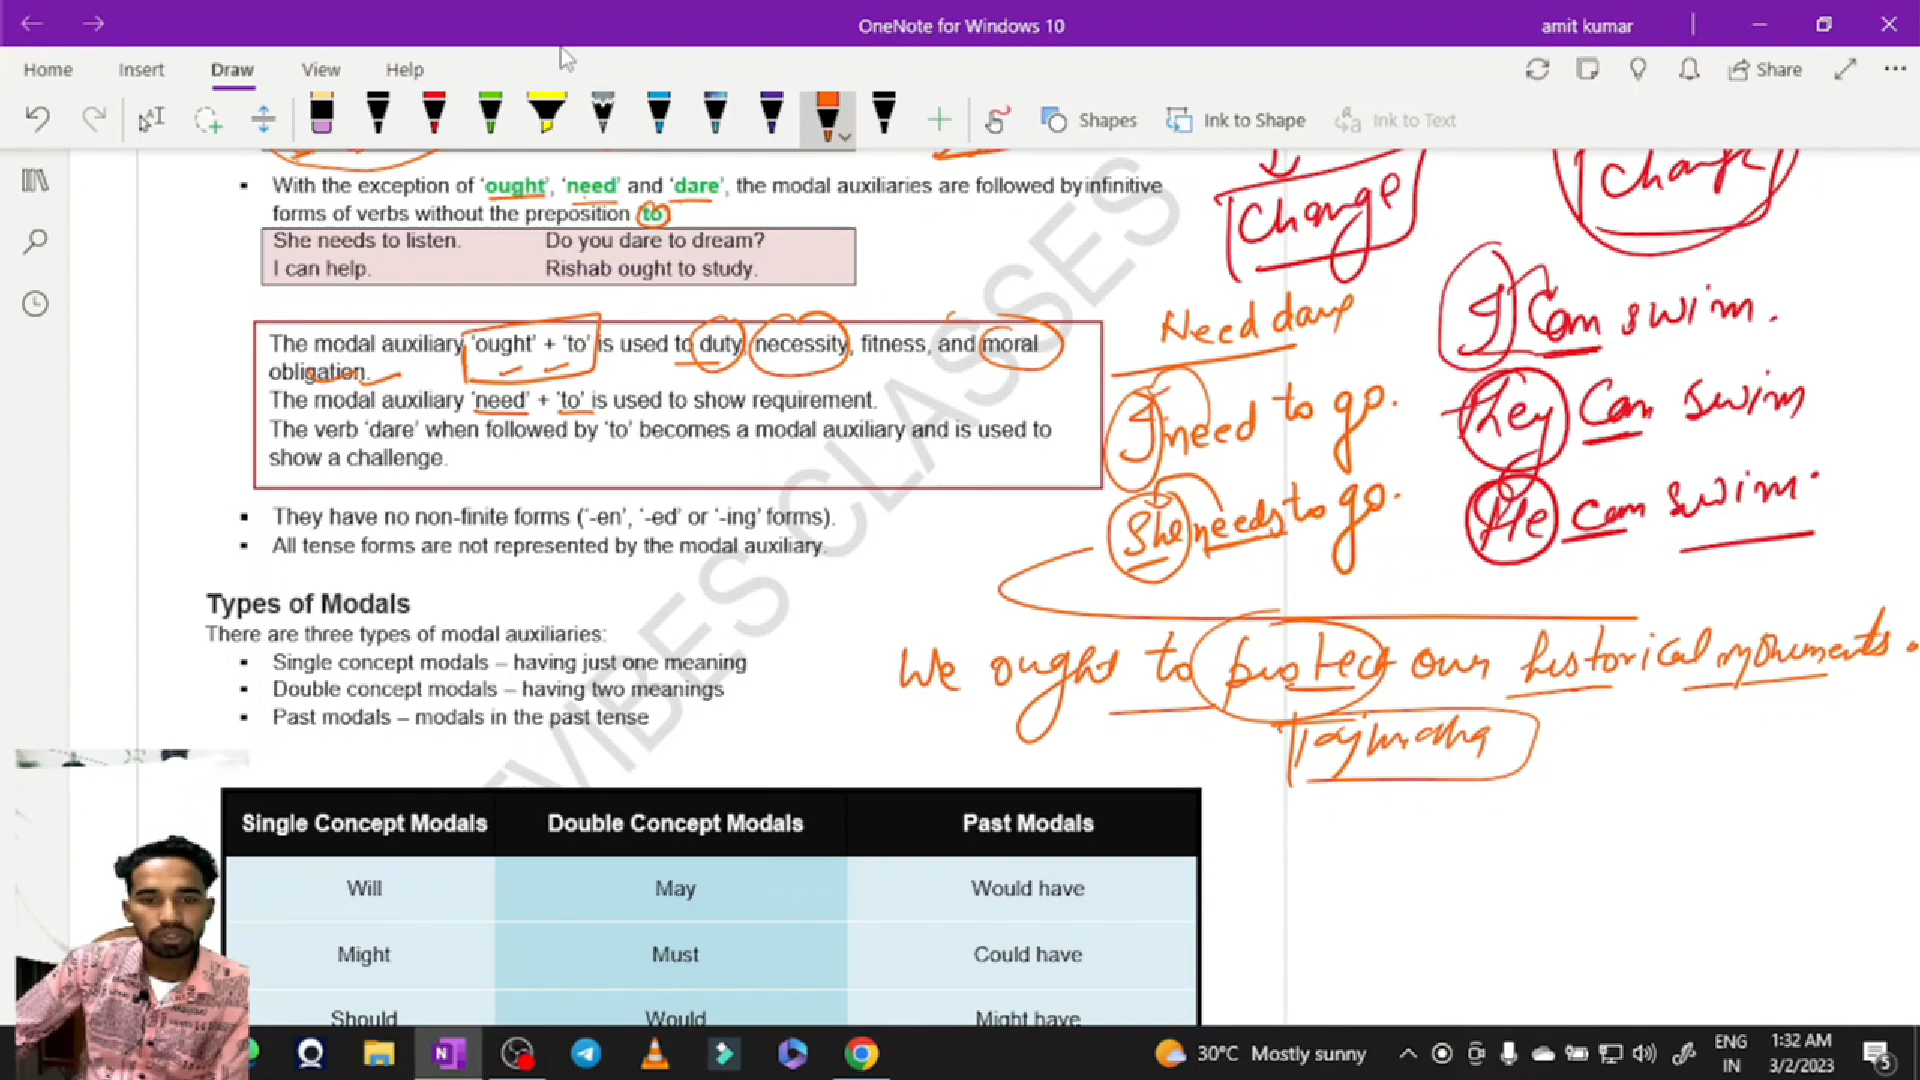 OneNote for Windows 10
amit kumar
Home
Insert
Draw
View
Help
Share
Shapes
Ink to Shape
Ink to Text
With the exception of ‘ought’, ‘need’ and ‘dare’, the modal auxiliaries are followed by infinitive
forms of verbs without the preposition ‘to’
She needs to listen. Do you dare to dream?
I can help. Rishab ought to study.
The modal auxiliary ‘ought’ + ‘to’ is used to duty, necessity, fitness, and moral
obligation.
The modal auxiliary ‘need’ + ‘to’ is used to show requirement.
The verb ‘dare’ when followed by ‘to’ becomes a modal auxiliary and is used to
show a challenge.
They have no non-finite forms (‘-en’, ‘-ed’ or ‘-ing’ forms).
All tense forms are not represented by the modal auxiliary.
Types of Modals
There are three types of modal auxiliaries:
Single concept modals – having just one meaning
Double concept modals – having two meanings
Past modals – modals in the past tense
Single Concept Modals Double Concept Modals Past Modals
Will May Would have
Might Must Could have
Should Would Might have
Change
Change
Need dare
I need to go.
She needs to go.
I can swim.
They can swim
He can swim.
We ought to protect our historical monuments.
VIBES CLASSES
30°C Mostly sunny
ENG
IN
1:32 AM
3/2/2023
5